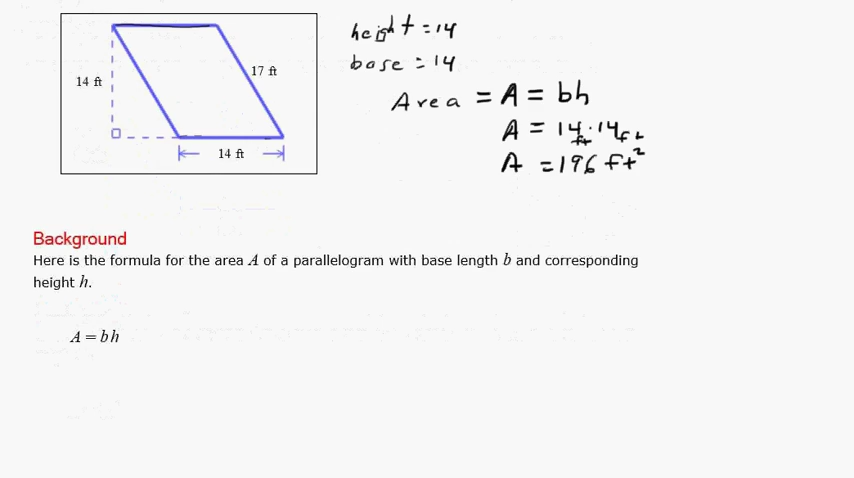 height = 14
base = 14
Area = A = bh
A = 14 ft · 14 ft
A = 196 ft²
14 ft
17 ft
14 ft
Background
Here is the formula for the area A of a parallelogram with base length b and corresponding
height h.
A = bh